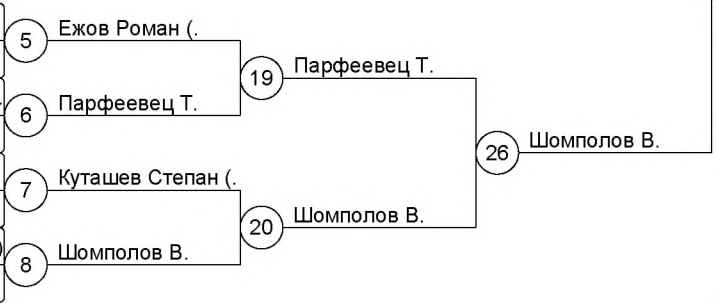 5 Ежов Роман (.
19 Парфеевец Т.
6 Парфеевец Т.
26 Шомполов В.
7 Куташев Степан (.
20 Шомполов В.
8 Шомполов В.